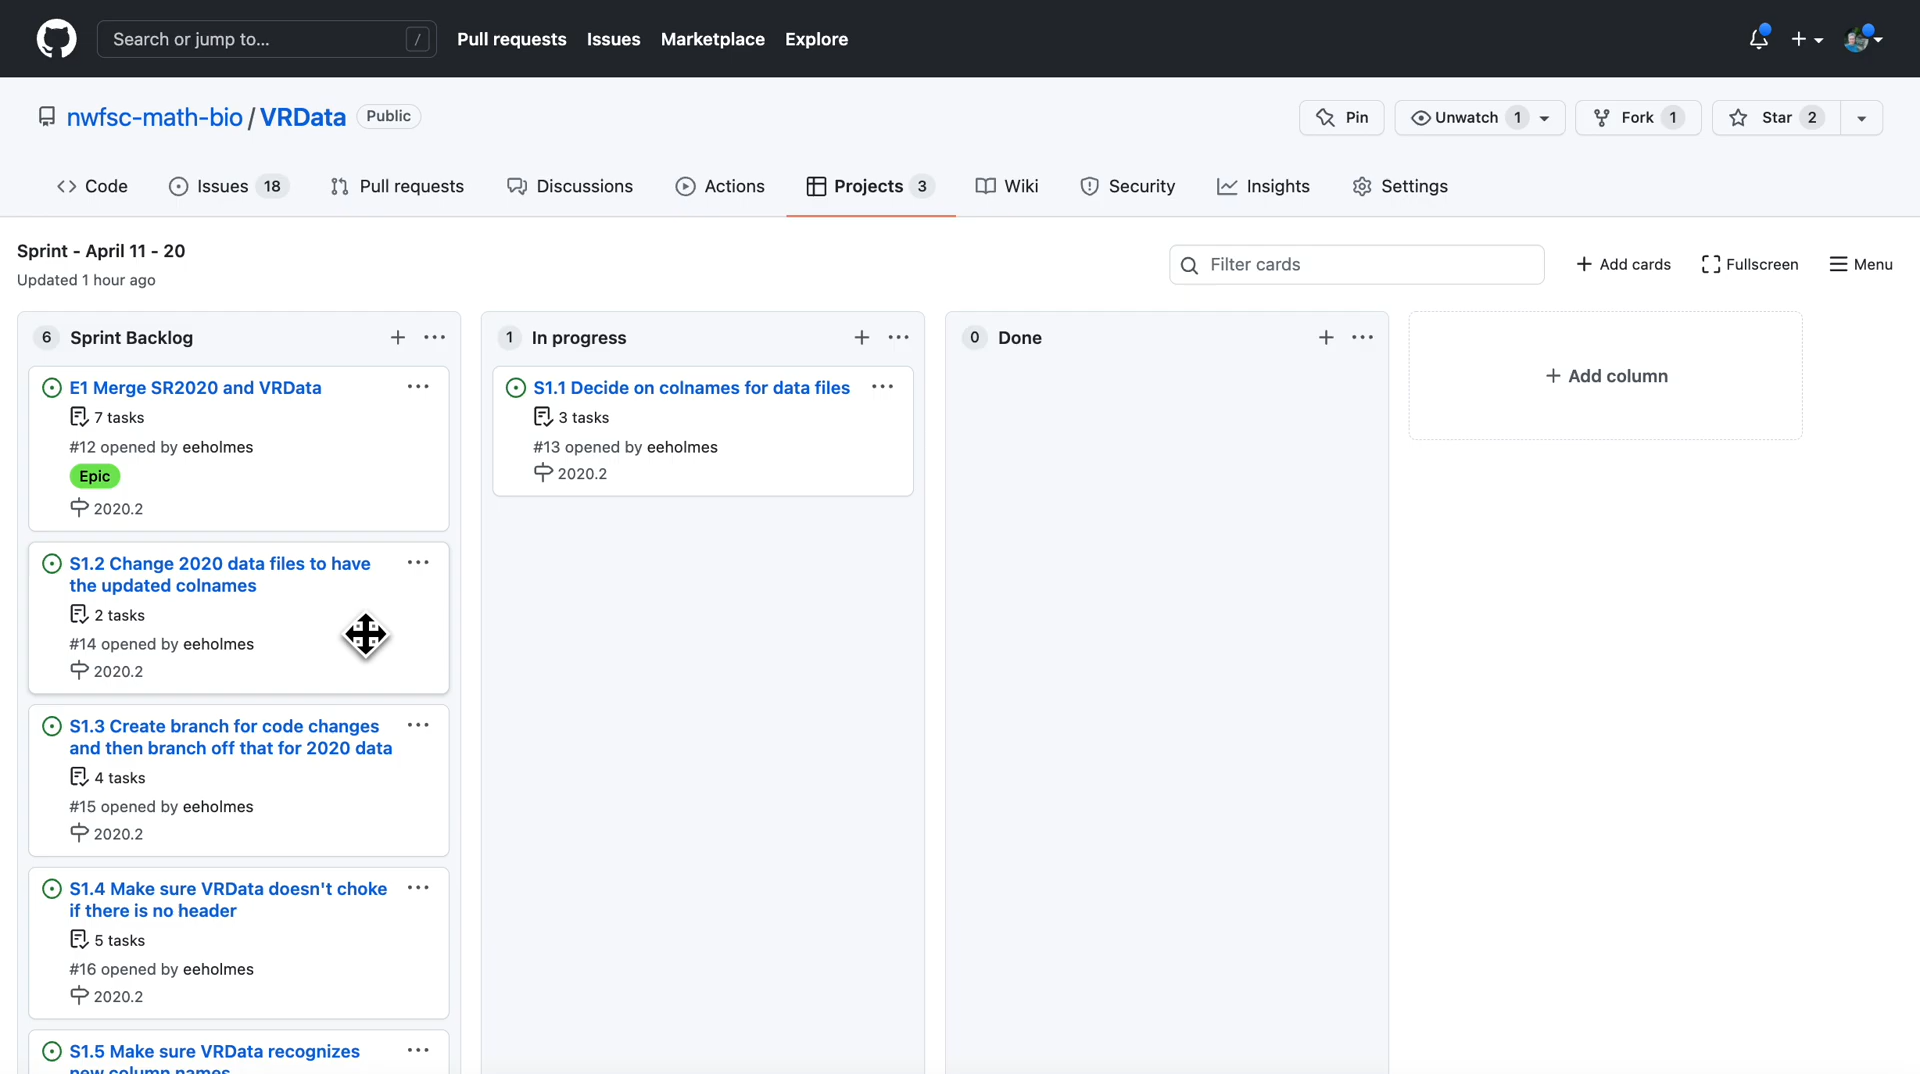 Search or jump to... /
Pull requests Issues Marketplace Explore
nwfsc-math-bio / VRData Public
Pin
Unwatch 1
Fork 1
Star 2
Code
Issues 18
Pull requests
Discussions
Actions
Projects 3
Wiki
Security
Insights
Settings
Sprint - April 11 - 20
Updated 1 hour ago
Filter cards
+ Add cards
Fullscreen
Menu
6 Sprint Backlog + ...
E1 Merge SR2020 and VRData ...
7 tasks
#12 opened by eeholmes
Epic
2020.2
S1.2 Change 2020 data files to have ...
the updated colnames
2 tasks
#14 opened by eeholmes
2020.2
S1.3 Create branch for code changes ...
and then branch off that for 2020 data
4 tasks
#15 opened by eeholmes
2020.2
S1.4 Make sure VRData doesn't choke ...
if there is no header
5 tasks
#16 opened by eeholmes
2020.2
S1.5 Make sure VRData recognizes ...
new column names
1 In progress + ...
S1.1 Decide on colnames for data files ...
3 tasks
#13 opened by eeholmes
2020.2
0 Done + ...
+ Add column